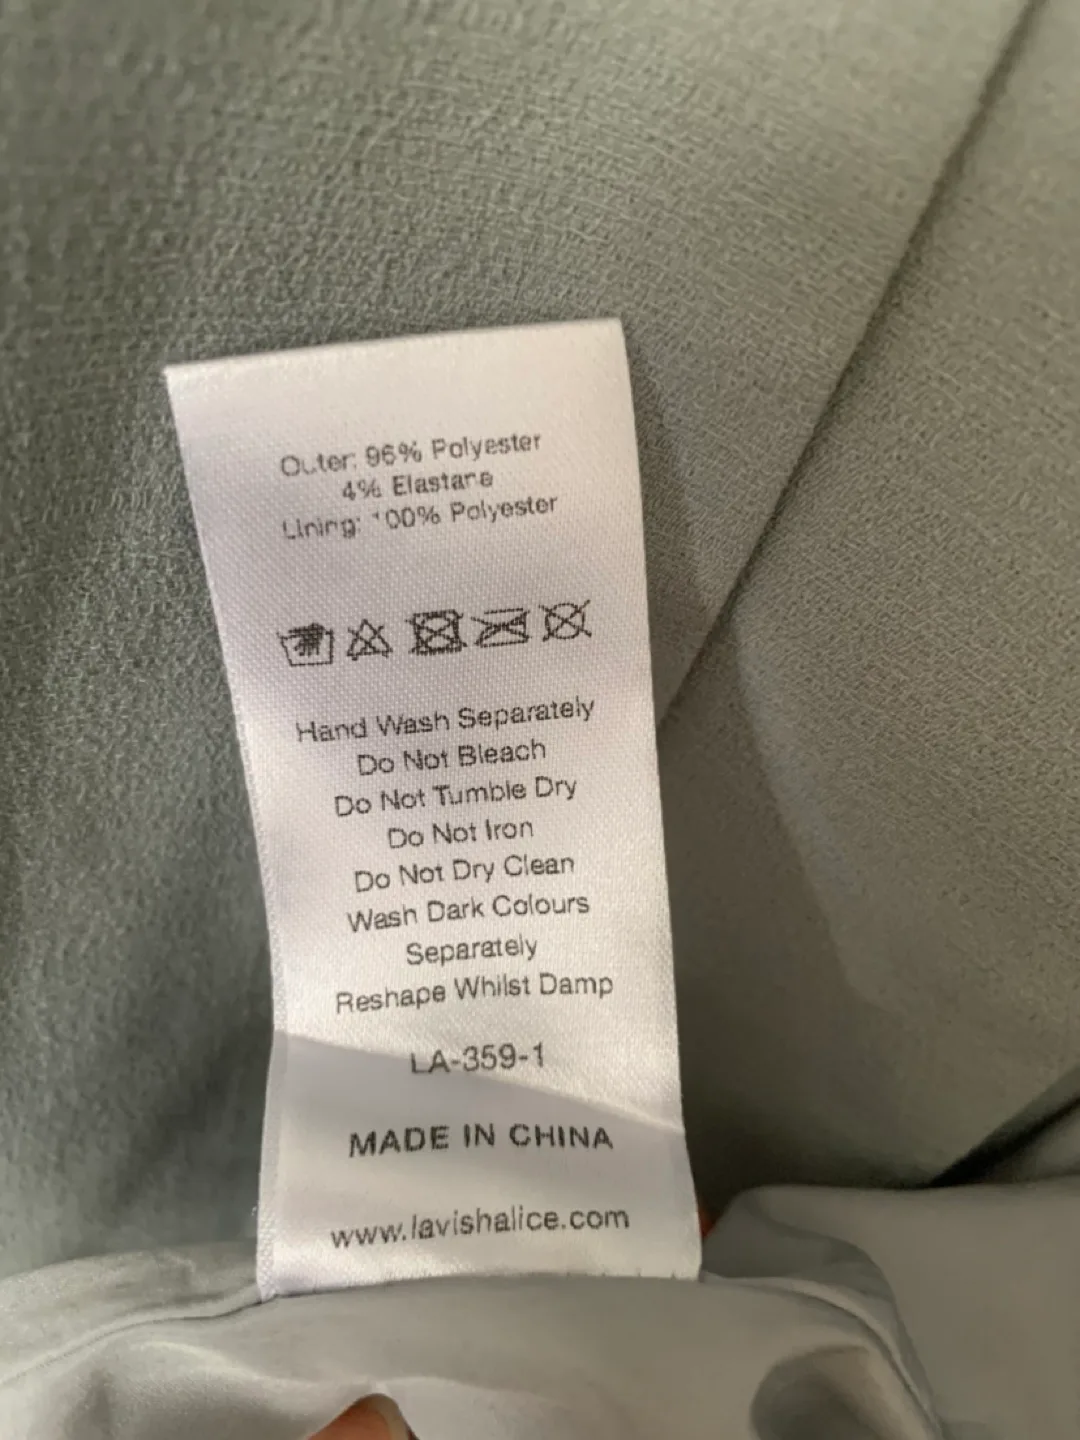 Outer: 96% Polyester
4% Elastane
Lining: 100% Polyester
Hand Wash Separately
Do Not Bleach
Do Not Tumble Dry
Do Not Iron
Do Not Dry Clean
Wash Dark Colours
Separately
Reshape Whilst Damp
LA-359-1
MADE IN CHINA
www.lavishalice.com